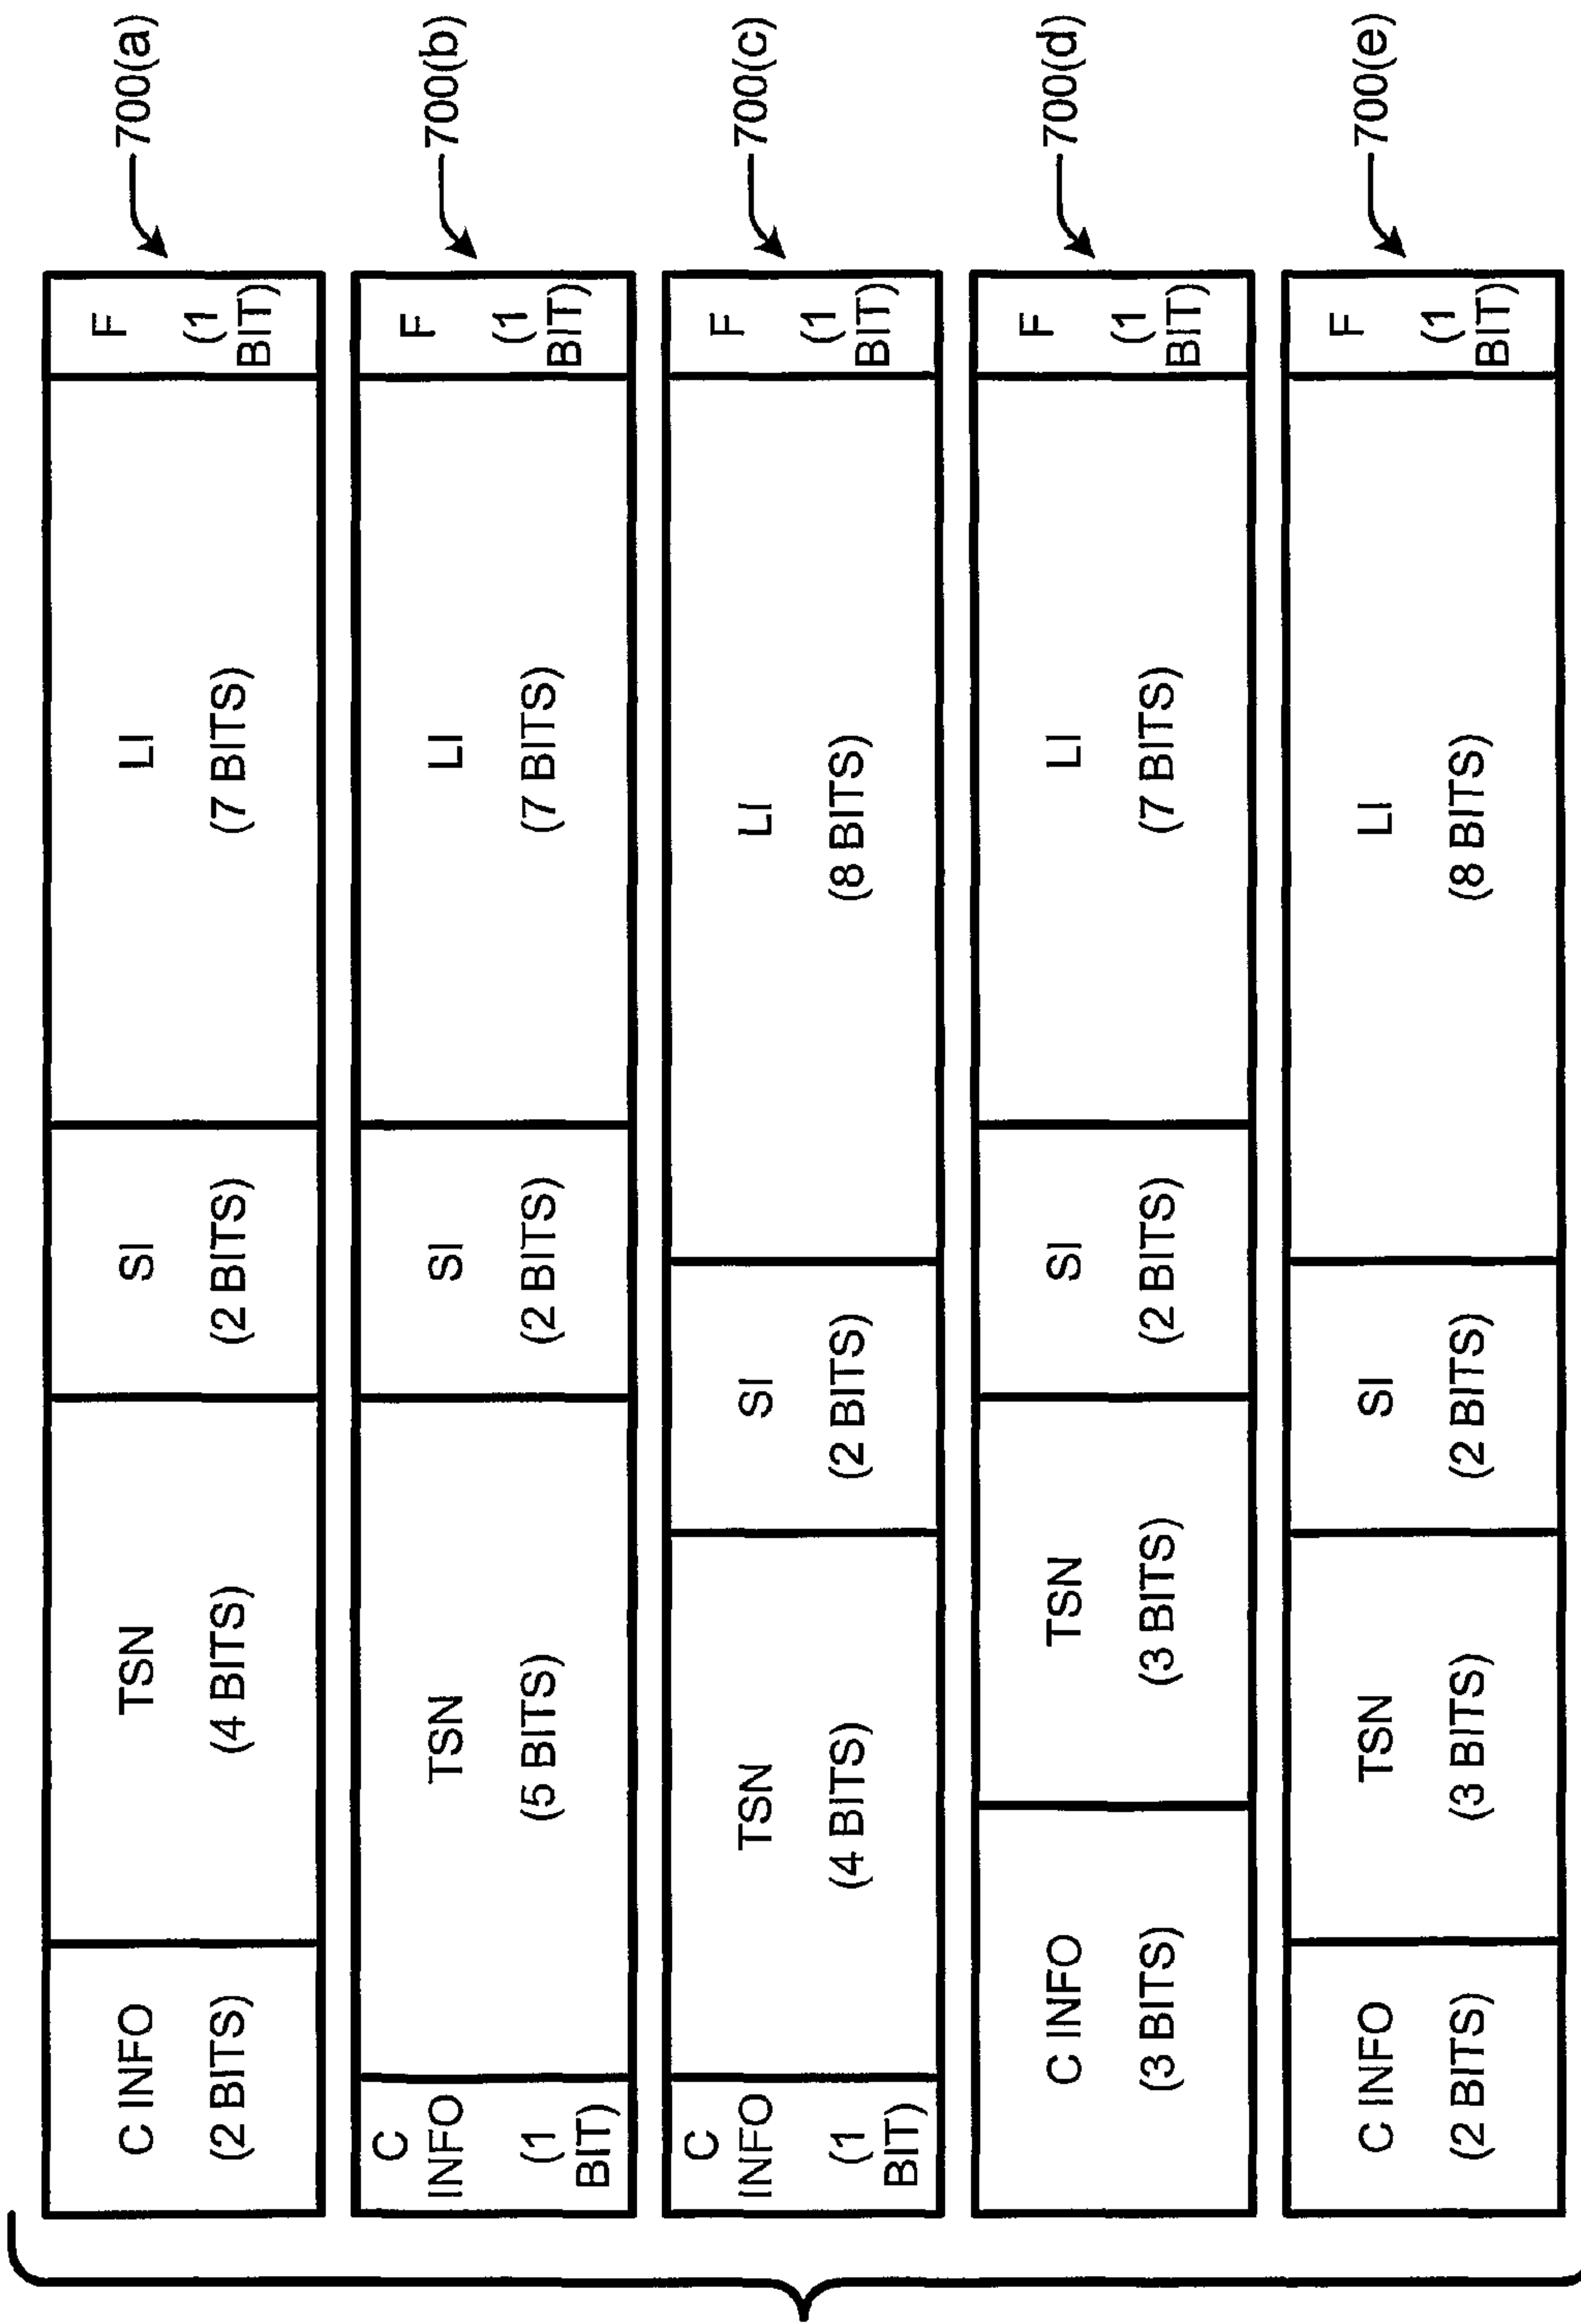 C INFO
(2 BITS)
TSN
(4 BITS)
SI
(2 BITS)
LI
(7 BITS)
F
(1
BIT)
700(a)
C
INFO
(1
BIT)
TSN
(5 BITS)
SI
(2 BITS)
LI
(7 BITS)
F
(1
BIT)
700(b)
C
INFO
(1
BIT)
TSN
(4 BITS)
SI
(2 BITS)
LI
(8 BITS)
F
(1
BIT)
700(c)
C INFO
(3 BITS)
TSN
(3 BITS)
SI
(2 BITS)
LI
(7 BITS)
F
(1
BIT)
700(d)
C INFO
(2 BITS)
TSN
(3 BITS)
SI
(2 BITS)
LI
(8 BITS)
F
(1
BIT)
700(e)